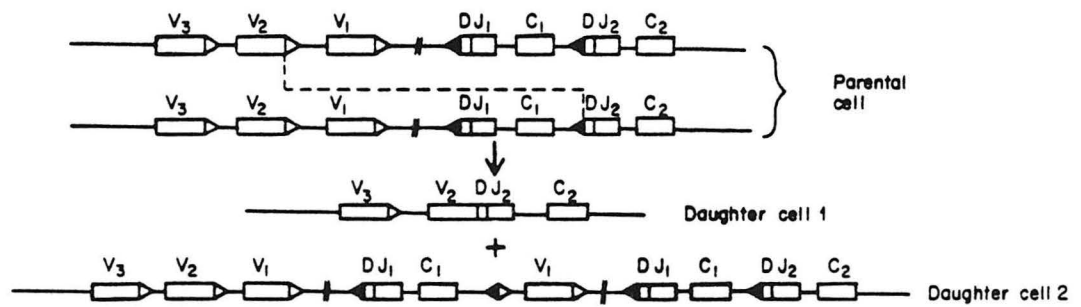 V₃ V₂ V₁ DJ₁ C₁ DJ₂ C₂
Parental
cell
V₃ V₂ V₁ DJ₁ C₁ DJ₂ C₂
V₃ V₂ DJ₂ C₂
Daughter cell 1
+
V₃ V₂ V₁ DJ₁ C₁ V₁ DJ₁ C₁ DJ₂ C₂
Daughter cell 2